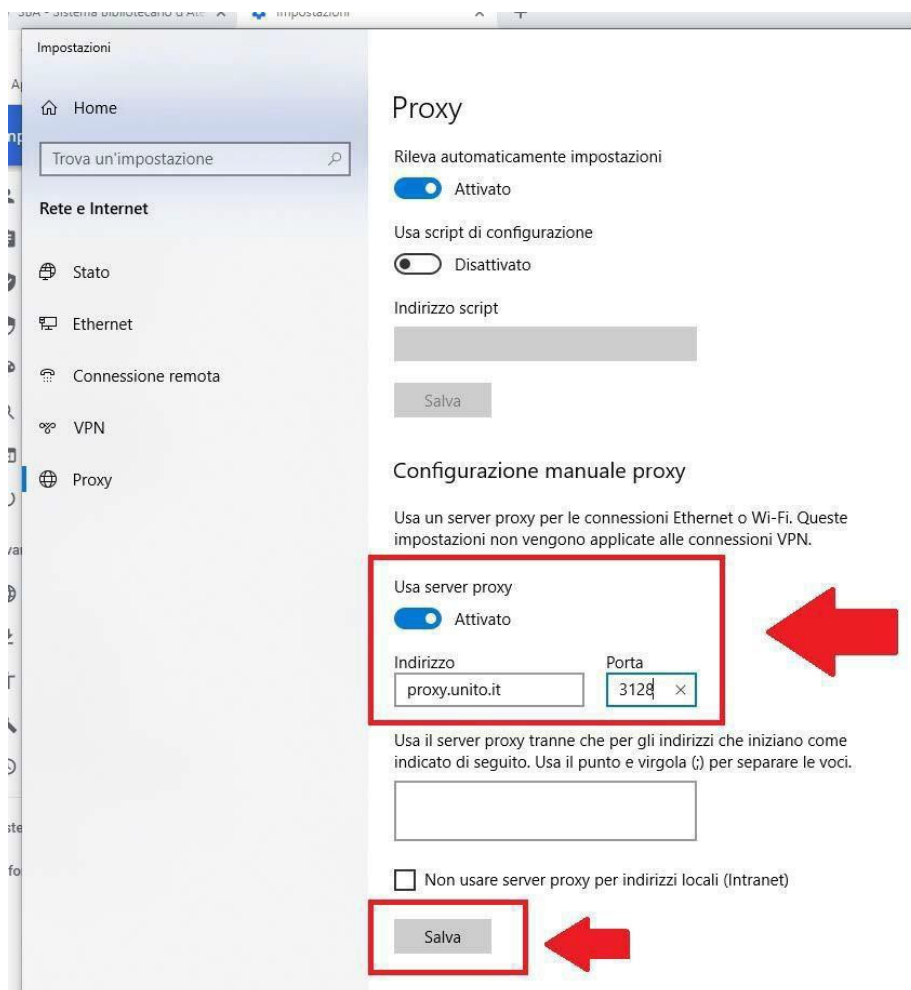 Impostazioni
Impostazioni
Home
Trova un'impostazione
Rete e Internet
Stato
Ethernet
Connessione remota
VPN
Proxy
Proxy
Rileva automaticamente impostazioni
Attivato
Usa script di configurazione
Disattivato
Indirizzo script
Salva
Configurazione manuale proxy
Usa un server proxy per le connessioni Ethernet o Wi-Fi. Queste
impostazioni non vengono applicate alle connessioni VPN.
Usa server proxy
Attivato
Indirizzo Porta
proxy.unito.it 3128
Usa il server proxy tranne che per gli indirizzi che iniziano come
indicato di seguito. Usa il punto e virgola (;) per separare le voci.
Non usare server proxy per indirizzi locali (Intranet)
Salva